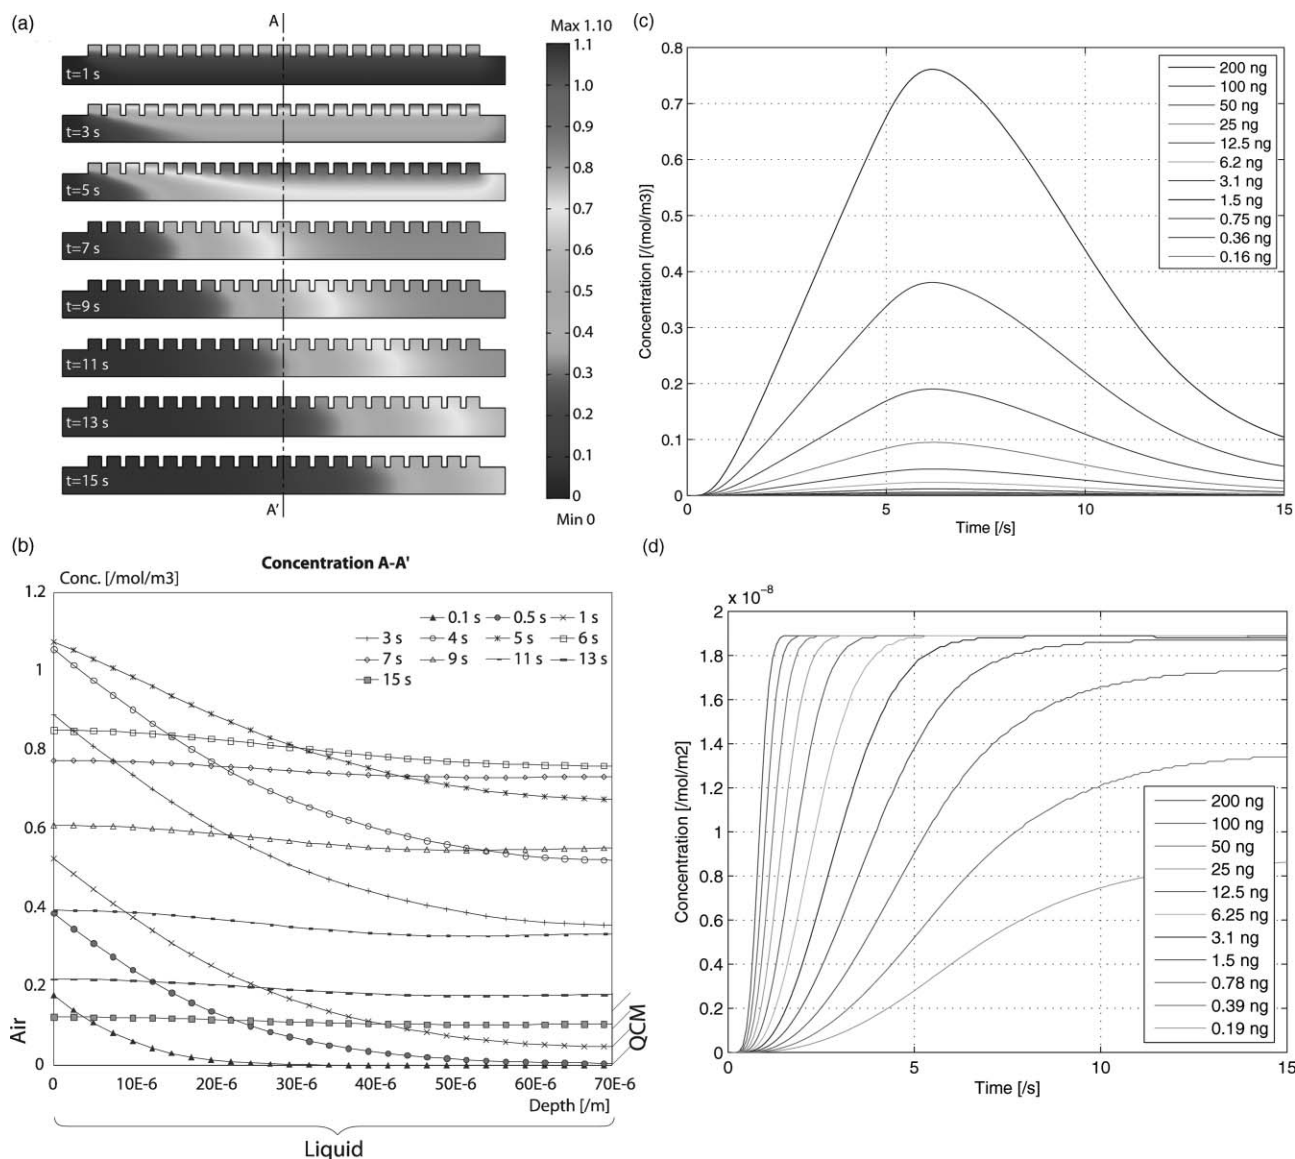 (a)
A
t=1 s
t=3 s
t=5 s
t=7 s
t=9 s
t=11 s
t=13 s
t=15 s
A'
Max 1.10
1.1
1.0
0.9
0.8
0.7
0.6
0.5
0.4
0.3
0.2
0.1
0
Min 0
(b)
Concentration A-A'
Conc. [/mol/m3]
1.2
1
0.8
0.6
0.4
0.2
0
0.1 s 0.5 s 1 s
3 s 4 s 5 s 6 s
7 s 9 s 11 s 13 s
15 s
Air
QCM
0 10E-6 20E-6 30E-6 40E-6 50E-6 60E-6 70E-6
Depth [/m]
Liquid
(c)
0.8
0.7
0.6
0.5
0.4
0.3
0.2
0.1
0
Concentration [/(mol/m3)]
200 ng
100 ng
50 ng
25 ng
12.5 ng
6.2 ng
3.1 ng
1.5 ng
0.75 ng
0.36 ng
0.16 ng
0 5 10 15
Time [/s]
(d)
x 10⁻⁸
2
1.8
1.6
1.4
1.2
1
0.8
0.6
0.4
0.2
0
Concentration [/mol/m2]
200 ng
100 ng
50 ng
25 ng
12.5 ng
6.25 ng
3.1 ng
1.5 ng
0.78 ng
0.39 ng
0.19 ng
0 5 10 15
Time [/s]